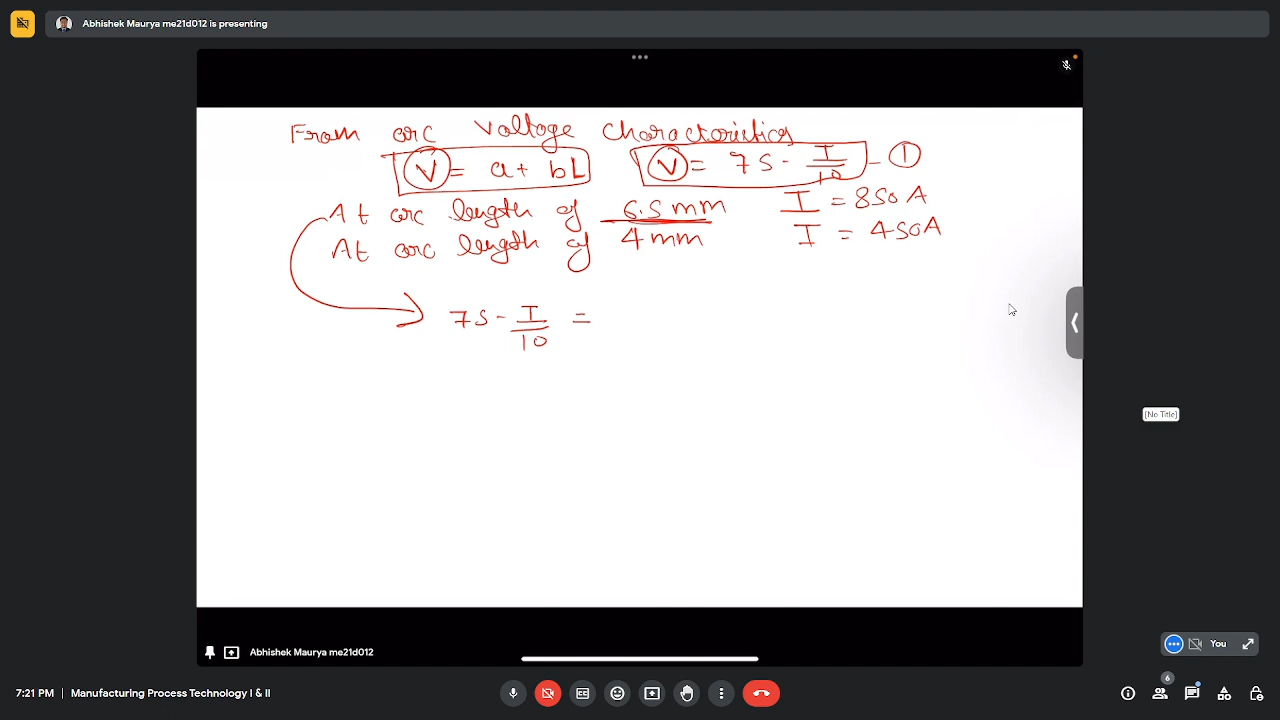 Abhishek Maurya me21d012 is presenting
From arc voltage characteristics
V = a + bL
V = 75 - I/10 - ①
At arc length of 6.5 mm I = 850 A
At arc length of 4 mm I = 450A
75 - I/10 =
[No Title]
Abhishek Maurya me21d012
You
6
7:21 PM | Manufacturing Process Technology I & II